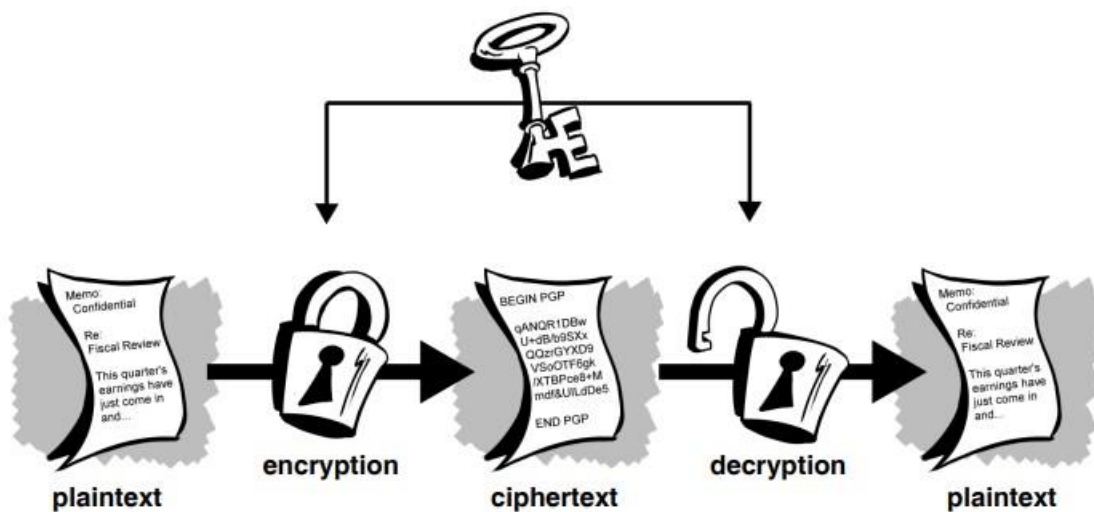 Memo:
Confidential
Re:
Fiscal Review
This quarter's
earnings have
just come in
and...
plaintext
encryption
BEGIN PGP
qANQR1DBw
U+dB/b9SXx
QQzrGYXD9
VSoOTF6gk
/XTBPce8+M
mdf&UILdDe5
END PGP
ciphertext
decryption
Memo:
Confidential
Re:
Fiscal Review
This quarter's
earnings have
just come in
and...
plaintext